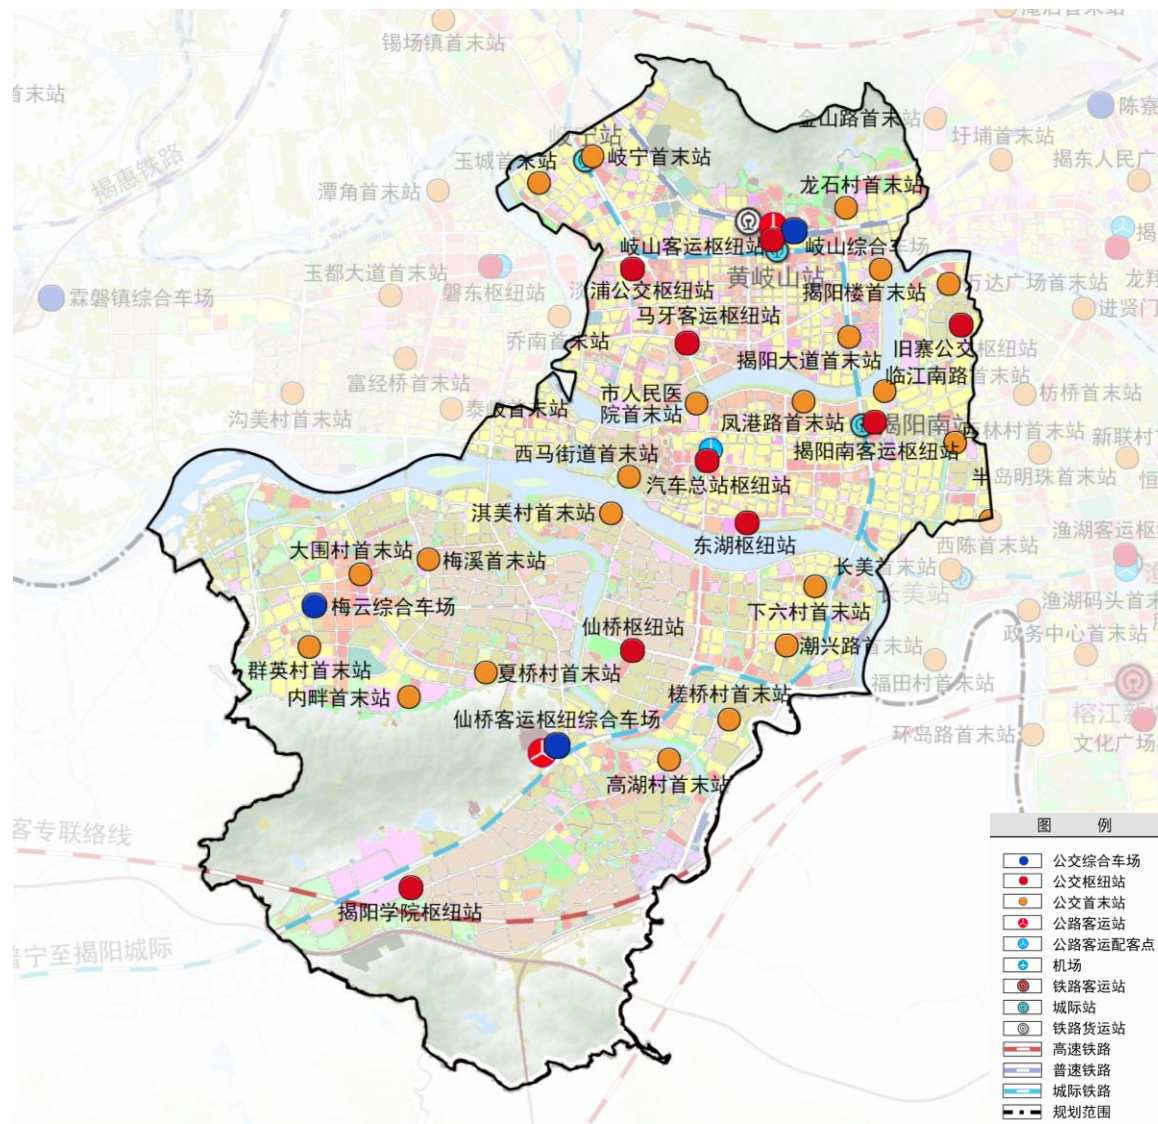 锡场镇首末站
首末站
陈寮
金山路首末站
圩埔首末站
岐宁站
揭惠铁路
玉城首末站
岐宁首末站
揭东人民广
潭角首末站
龙石村首末站
揭
岐山客运枢纽站
岐山综合车场
玉都大道首末站
磐东枢纽站
黄岐山站
龙翔
霖磐镇综合车场
浦公交枢纽站
揭阳楼首末站
万达广场首末站
进贤门
马牙客运枢纽站
乔南首末站
揭阳大道首末站
旧寨公交枢纽站
富经桥首末站
临江南路首末站
市人民医
院首末站
枋桥首末站
沟美村首末站
泰岐首末站
凤港路首末站
揭阳南站
林村首末站
新联村
西马街道首末站
揭阳南客运枢纽站
汽车总站枢纽站
半岛明珠首末站
恒
淇美村首末站
渔湖客运枢
东湖枢纽站
西陈首末站
大围村首末站
梅溪首末站
长美首末站
长美站
梅云综合车场
下六村首末站
渔湖码头首末
仙桥枢纽站
政务中心首末站
潮兴路首末站
群英村首末站
夏桥村首末站
福田村首末站
内畔首末站
槎桥村首末站
榕江新
仙桥客运枢纽综合车场
环岛路首末站
文化广场
高湖村首末站
客专联络线
揭阳学院枢纽站
普宁至揭阳城际
图 例
公交综合车场
公交枢纽站
公交首末站
公路客运站
公路客运配客点
机场
铁路客运站
城际站
铁路货运站
高速铁路
普速铁路
城际铁路
规划范围